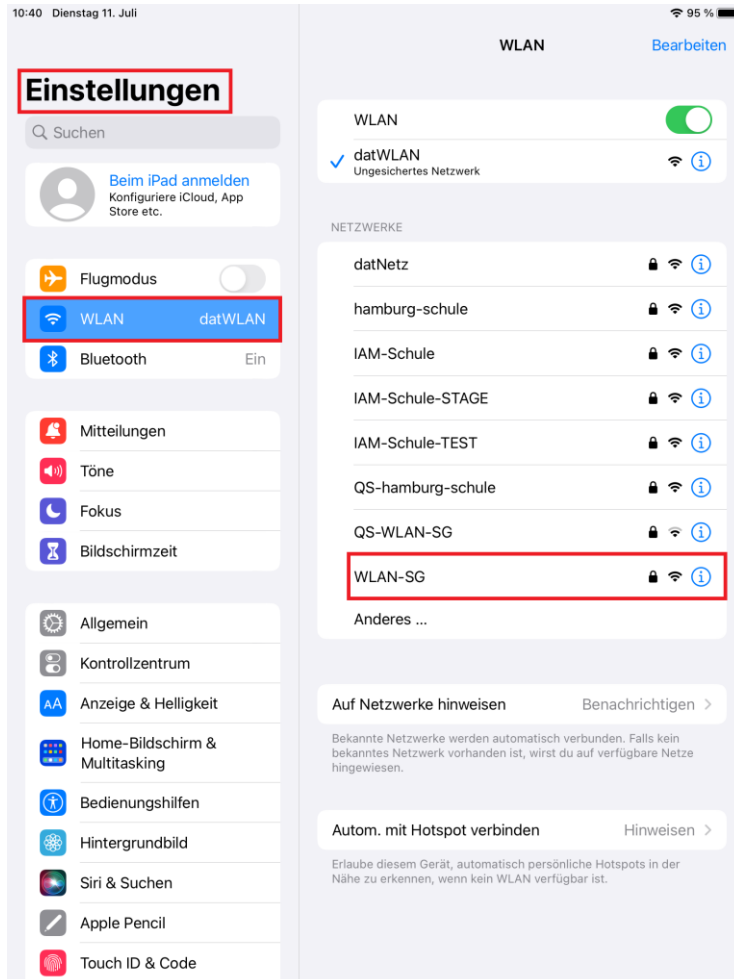 10:40 Dienstag 11. Juli
95 %
Einstellungen
Suchen
Beim iPad anmelden
Konfiguriere iCloud, App
Store etc.
Flugmodus
WLAN datWLAN
Bluetooth Ein
Mitteilungen
Töne
Fokus
Bildschirmzeit
Allgemein
Kontrollzentrum
AA Anzeige & Helligkeit
Home-Bildschirm &
Multitasking
Bedienungshilfen
Hintergrundbild
Siri & Suchen
Apple Pencil
Touch ID & Code
WLAN Bearbeiten
WLAN
datWLAN
Ungesichertes Netzwerk
NETZWERKE
datNetz
hamburg-schule
IAM-Schule
IAM-Schule-STAGE
IAM-Schule-TEST
QS-hamburg-schule
QS-WLAN-SG
WLAN-SG
Anderes ...
Auf Netzwerke hinweisen Benachrichtigen
Bekannte Netzwerke werden automatisch verbunden. Falls kein
bekanntes Netzwerk vorhanden ist, wirst du auf verfügbare Netze
hingewiesen.
Autom. mit Hotspot verbinden Hinweisen
Erlaube diesem Gerät, automatisch persönliche Hotspots in der
Nähe zu erkennen, wenn kein WLAN verfügbar ist.